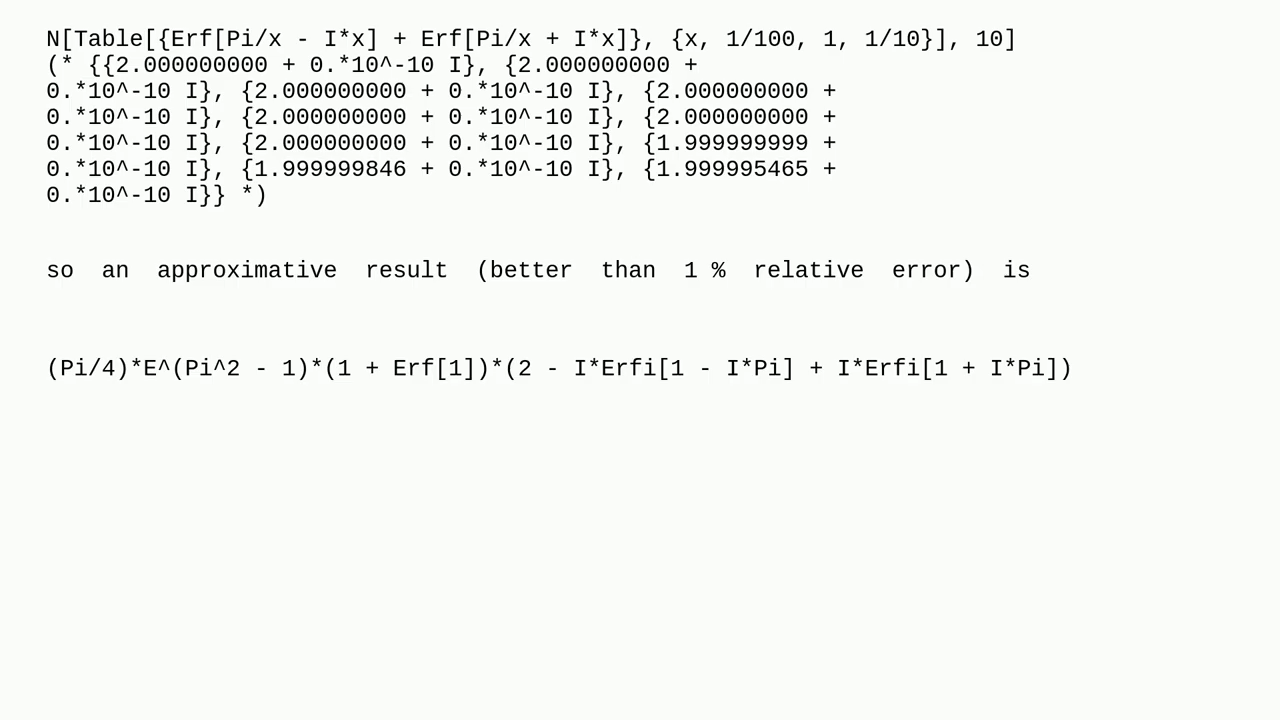 N[Table[{Erf[Pi/x - I*x] + Erf[Pi/x + I*x]}, {x, 1/100, 1, 1/10}], 10]
(* {{2.000000000 + 0.*10^-10 I}, {2.000000000 +
0.*10^-10 I}, {2.000000000 + 0.*10^-10 I}, {2.000000000 +
0.*10^-10 I}, {2.000000000 + 0.*10^-10 I}, {2.000000000 +
0.*10^-10 I}, {2.000000000 + 0.*10^-10 I}, {1.999999999 +
0.*10^-10 I}, {1.999999846 + 0.*10^-10 I}, {1.999995465 +
0.*10^-10 I}} *)
so an approximative result (better than 1 % relative error) is
(Pi/4)*E^(Pi^2 - 1)*(1 + Erf[1])*(2 - I*Erfi[1 - I*Pi] + I*Erfi[1 + I*Pi])